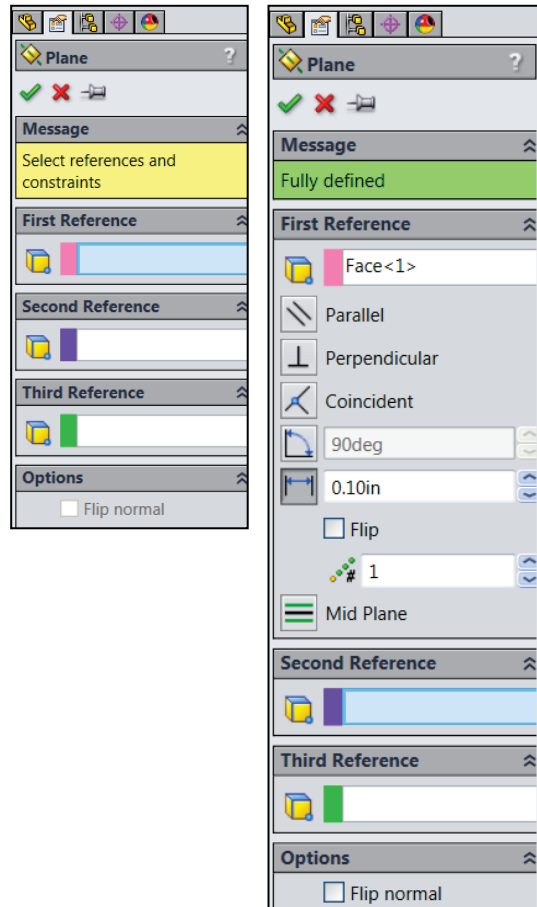 Plane ?
Message
Select references and
constraints
First Reference
Second Reference
Third Reference
Options
Flip normal
Plane ?
Message
Fully defined
First Reference
Face<1>
Parallel
Perpendicular
Coincident
90deg
0.10in
Flip
# 1
Mid Plane
Second Reference
Third Reference
Options
Flip normal